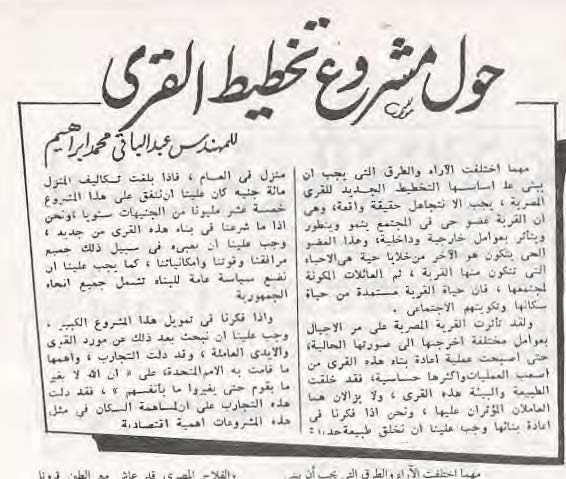 حول مشروع تخطيط القرى
للمهندس عبد الباقى محمد ابراهيم
مهما اختلفت الآراء والطرق التى يجب ان
يبنى على اساسها التخطيط الجديد للقرى
المصرية ، يجب الا نتجاهل حقيقة واقعة، وهى
ان القرية عضو حى فى المجتمع ينمو ويتطور
ويتأثر بعوامل خارجية وداخلية، وهذا العضو
الحى يتكون هو الآخر من خلايا حية هى الاحياء
التى تتكون منها القرية ، ثم العائلات المكونة
لمجتمعها ، فان حياة القرية مستمدة من حياة
سكانها وتكوينهم الاجتماعى .
ولقد تأثرت القرية المصرية على مر الاجيال
بعوامل مختلفة اخرجتها الى صورتها الحالية،
حتى أصبحت عملية اعادة بناء هذه القرى من
أصعب العمليات واكثرها حساسية، فقد خلقت
الطبيعة والبيئة هذه القرى ، ولا يزالان هما
العاملان المؤثران عليها ، ونحن اذا فكرنا فى
اعادة بنائها وجب علينا ان نخلق طبيعة جديدة
منزل فى العام ، فاذا بلغت تكاليف المنزل
مائة جنيه كان علينا ان ننفق على هذا المشروع
خمسة عشر مليونا من الجنيهات سنويا ،ونحن
اذا ما شرعنا فى بناء هذه القرى من جديد ،
وجب علينا ان نعبىء فى سبيل ذلك جميع
مرافقنا وقوتنا وامكانياتنا ، كما يجب علينا ان
نضع سياسة عامة للبناء تشمل جميع انحاء
الجمهورية
واذا فكرنا فى تمويل هذا المشروع الكبير ،
وجب علينا ان نبحث بعد ذلك عن مورد القرى
والايدى العاملة ، وقد دلت التجارب ، واهمها
ما قامت به الامم المتحدة، على « ان الله لا يغير
ما بقوم حتى يغيروا ما بأنفسهم » ، فقد دلت
هذه التجارب على ان لمساهمة السكان فى مثل
هذه المشروعات اهمية اقتصادية
مهما اختلفت الآراء والطرق التى يجب أن يبنى
والفلاح المصرى قد عاش مع الطين قرونا